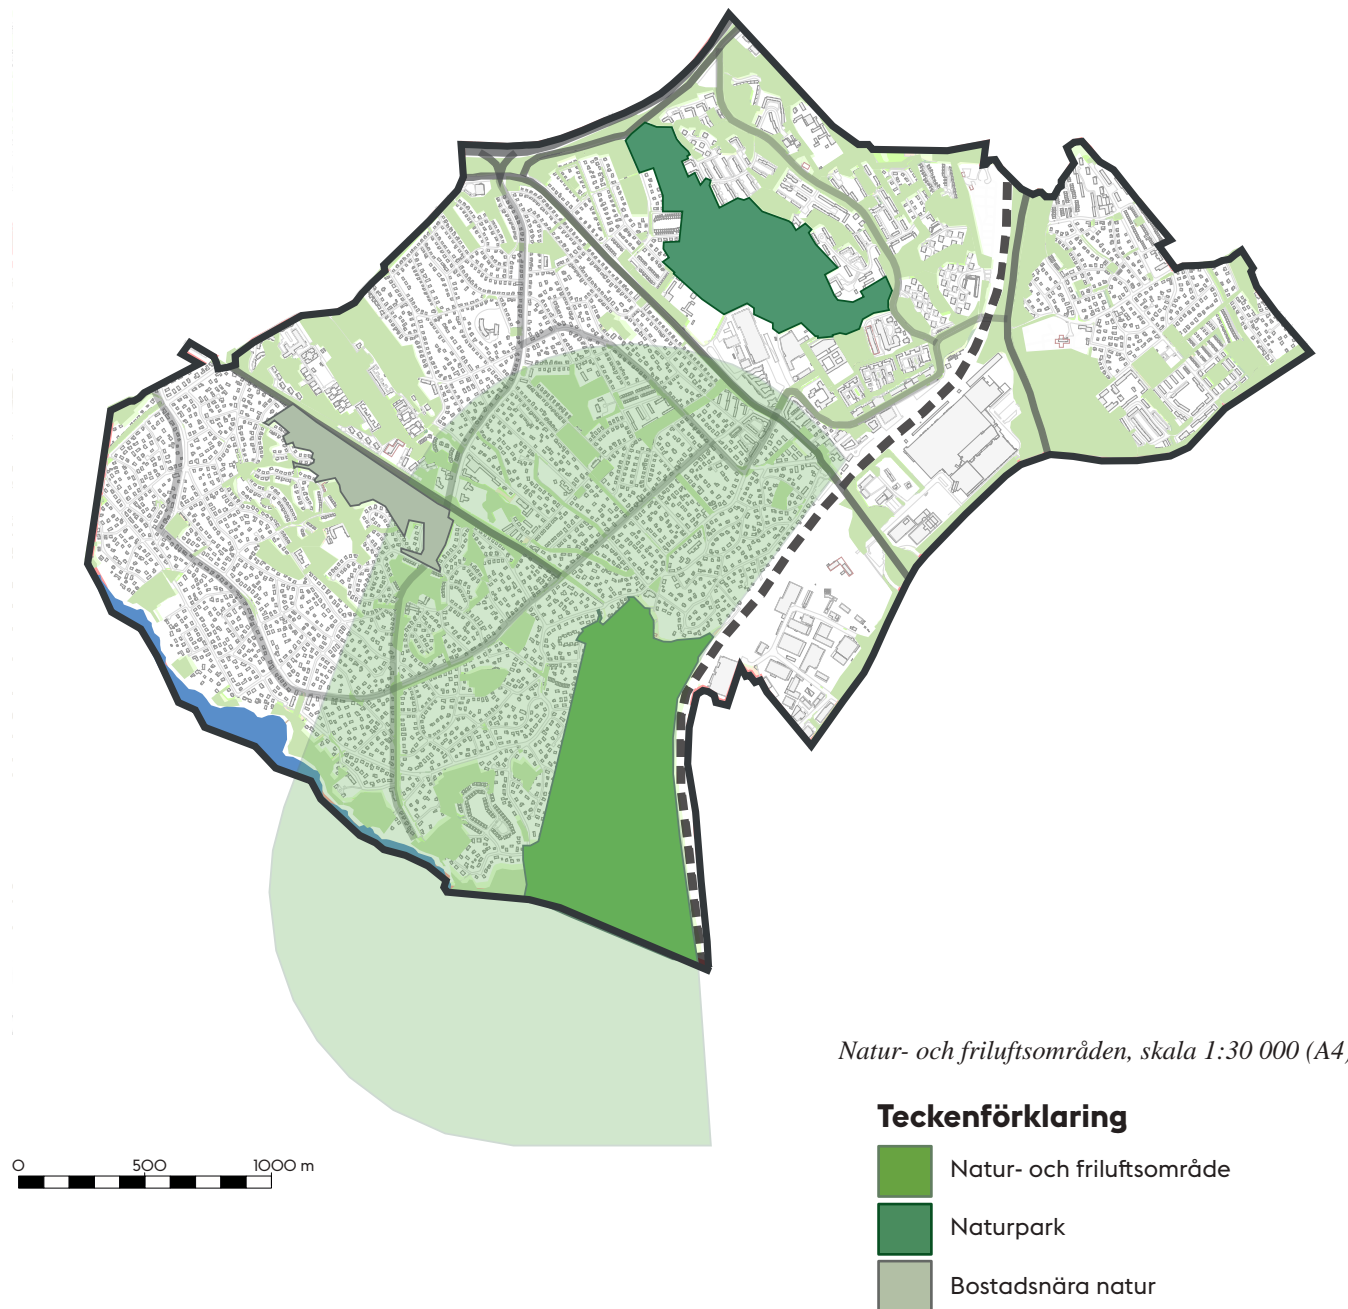 Natur- och friluftsområden, skala 1:30 000 (A4)
Teckenförklaring
0 500 1000 m
Natur- och friluftsområde
Naturpark
Bostadsnära natur